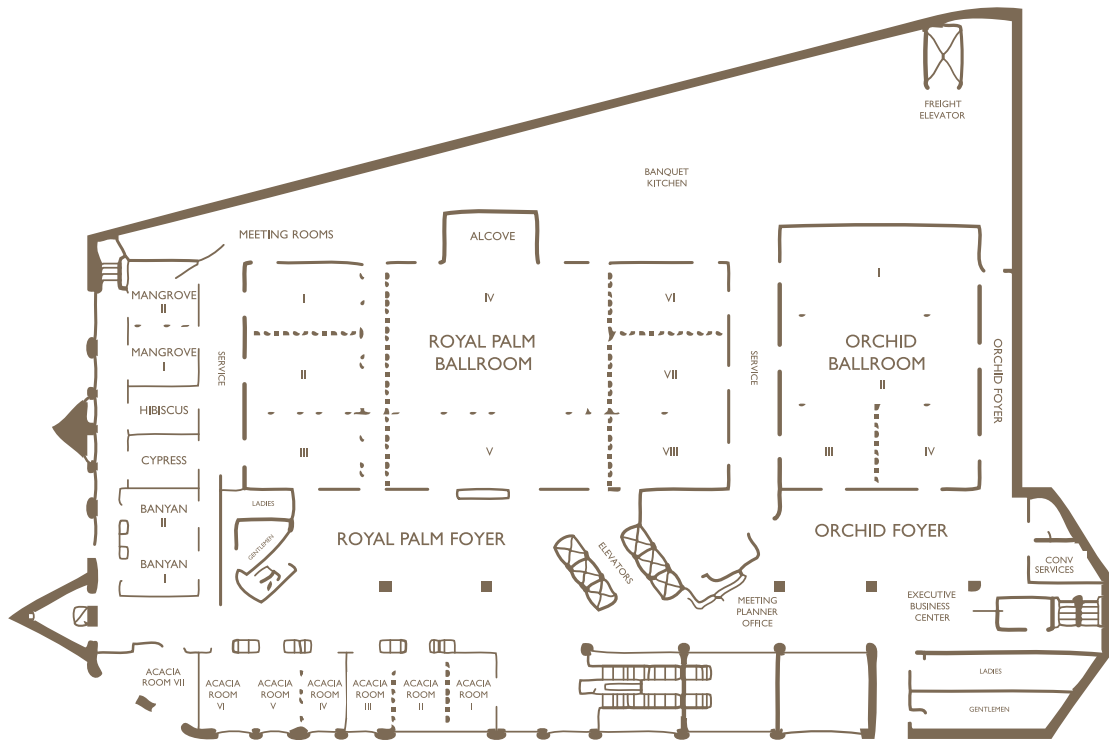 FREIGHT
ELEVATOR
BANQUET
KITCHEN
MEETING ROOMS
ALCOVE
MANGROVE
II
MANGROVE
I
HIBISCUS
CYPRESS
BANYAN
II
BANYAN
I
SERVICE
I
II
III
IV
ROYAL PALM
BALLROOM
V
VI
VII
VIII
SERVICE
I
ORCHID
BALLROOM
II
III
IV
ORCHID FOYER
LADIES
GENTLEMEN
ROYAL PALM FOYER
ELEVATORS
ORCHID FOYER
MEETING
PLANNER
OFFICE
CONV
SERVICES
EXECUTIVE
BUSINESS
CENTER
ACACIA
ROOM VII
ACACIA
ROOM
VI
ACACIA
ROOM
V
ACACIA
ROOM
IV
ACACIA
ROOM
III
ACACIA
ROOM
II
ACACIA
ROOM
I
LADIES
GENTLEMEN